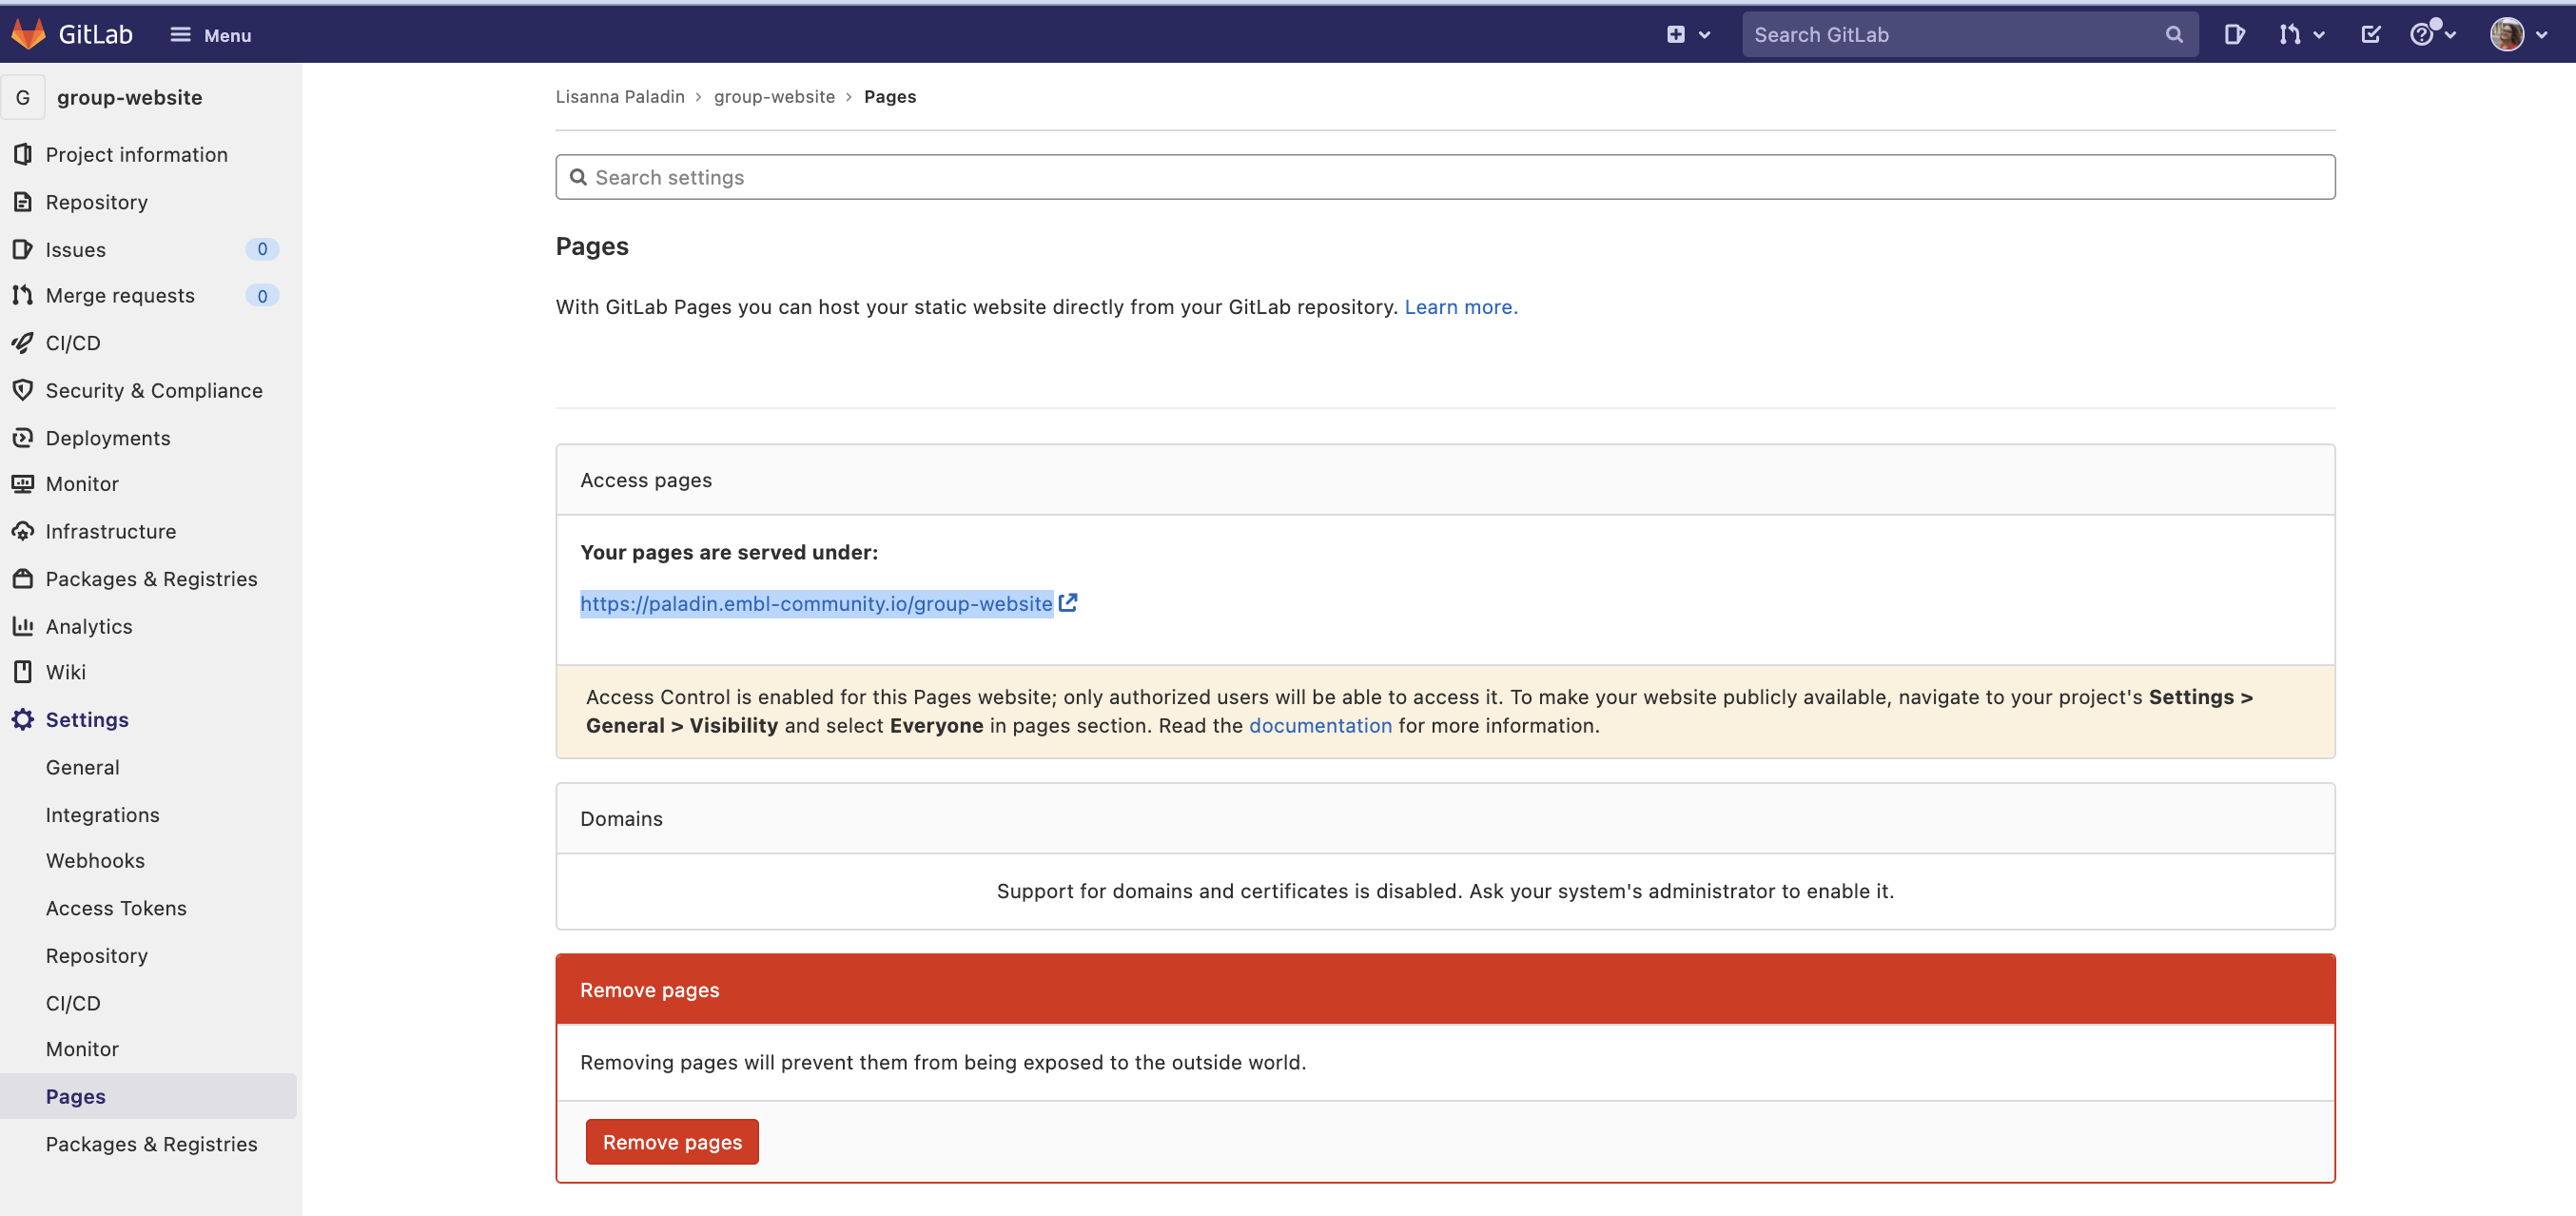 GitLab
Menu
Search GitLab
G group-website
Project information
Repository
Issues 0
Merge requests 0
CI/CD
Security & Compliance
Deployments
Monitor
Infrastructure
Packages & Registries
Analytics
Wiki
Settings
General
Integrations
Webhooks
Access Tokens
Repository
CI/CD
Monitor
Pages
Packages & Registries
Lisanna Paladin > group-website > Pages
Search settings
Pages
With GitLab Pages you can host your static website directly from your GitLab repository. Learn more.
Access pages
Your pages are served under:
https://paladin.embl-community.io/group-website
Access Control is enabled for this Pages website; only authorized users will be able to access it. To make your website publicly available, navigate to your project's Settings >
General > Visibility and select Everyone in pages section. Read the documentation for more information.
Domains
Support for domains and certificates is disabled. Ask your system's administrator to enable it.
Remove pages
Removing pages will prevent them from being exposed to the outside world.
Remove pages